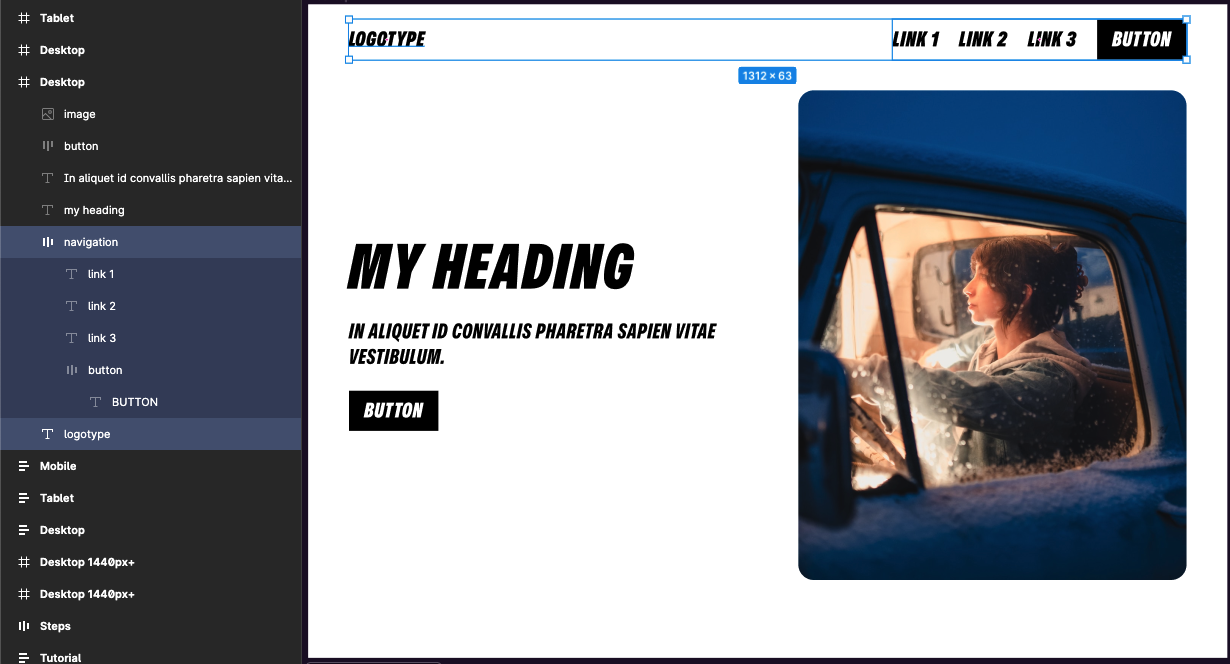 Tablet
Desktop
Desktop
image
button
In aliquet id convallis pharetra sapien vita...
my heading
navigation
link 1
link 2
link 3
button
BUTTON
logotype
Mobile
Tablet
Desktop
Desktop 1440px+
Desktop 1440px+
Steps
Tutorial
LOGOTYPE
LINK 1 LINK 2 LINK 3 BUTTON
1312 × 63
MY HEADING
IN ALIQUET ID CONVALLIS PHARETRA SAPIEN VITAE
VESTIBULUM.
BUTTON